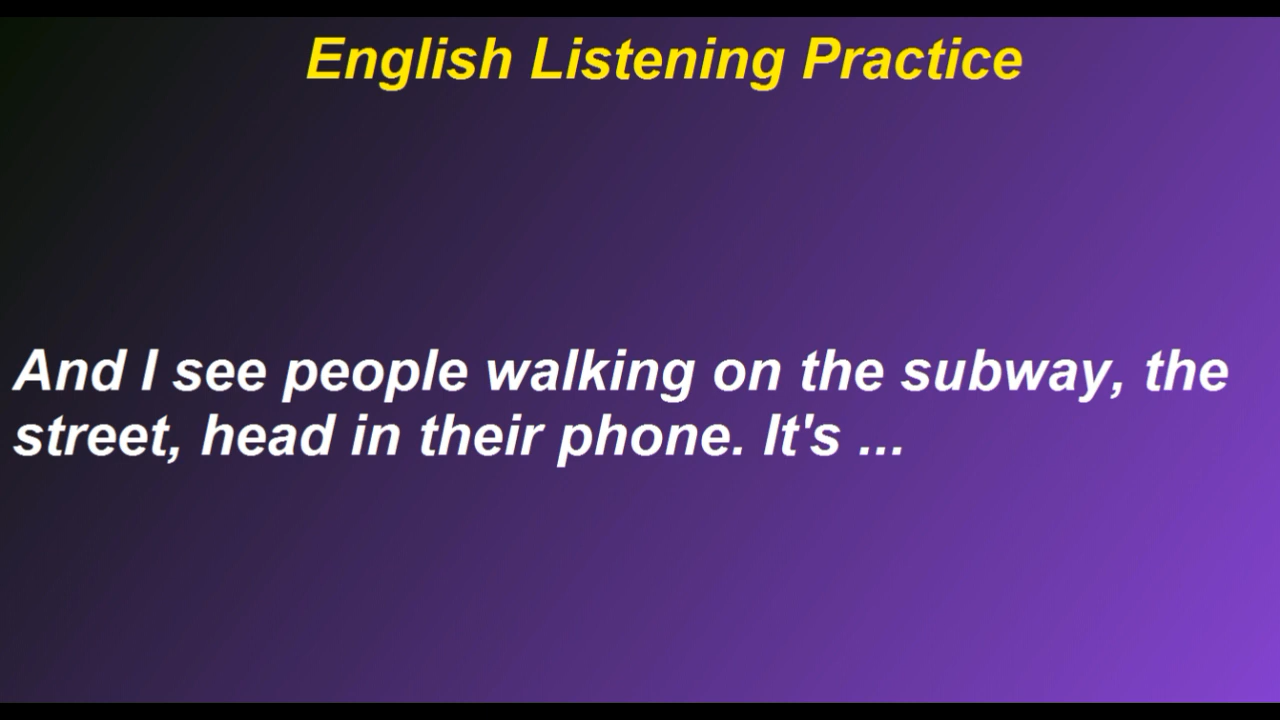 English Listening Practice
And I see people walking on the subway, the
street, head in their phone. It's ...